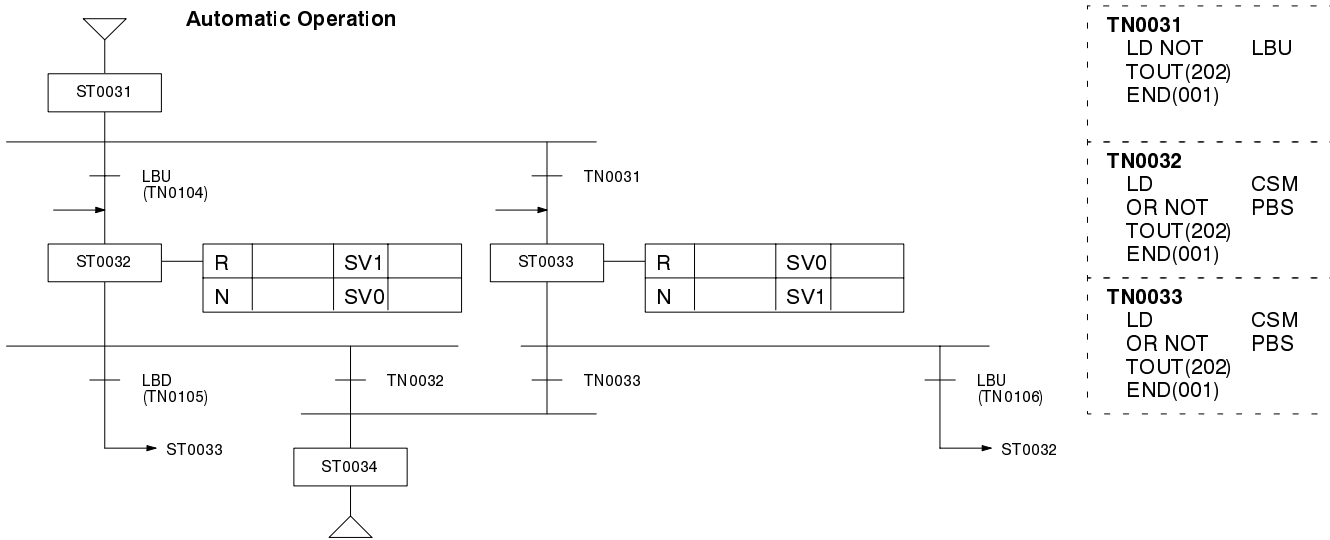 Automatic Operation
ST0031
LBU
(TN0104)
TN0031
ST0032
R SV1
N SV0
ST0033
R SV0
N SV1
LBD
(TN0105)
TN0032
TN0033
LBU
(TN0106)
ST0033
ST0034
ST0032
TN0031
LD NOT LBU
TOUT(202)
END(001)
TN0032
LD CSM
OR NOT PBS
TOUT(202)
END(001)
TN0033
LD CSM
OR NOT PBS
TOUT(202)
END(001)